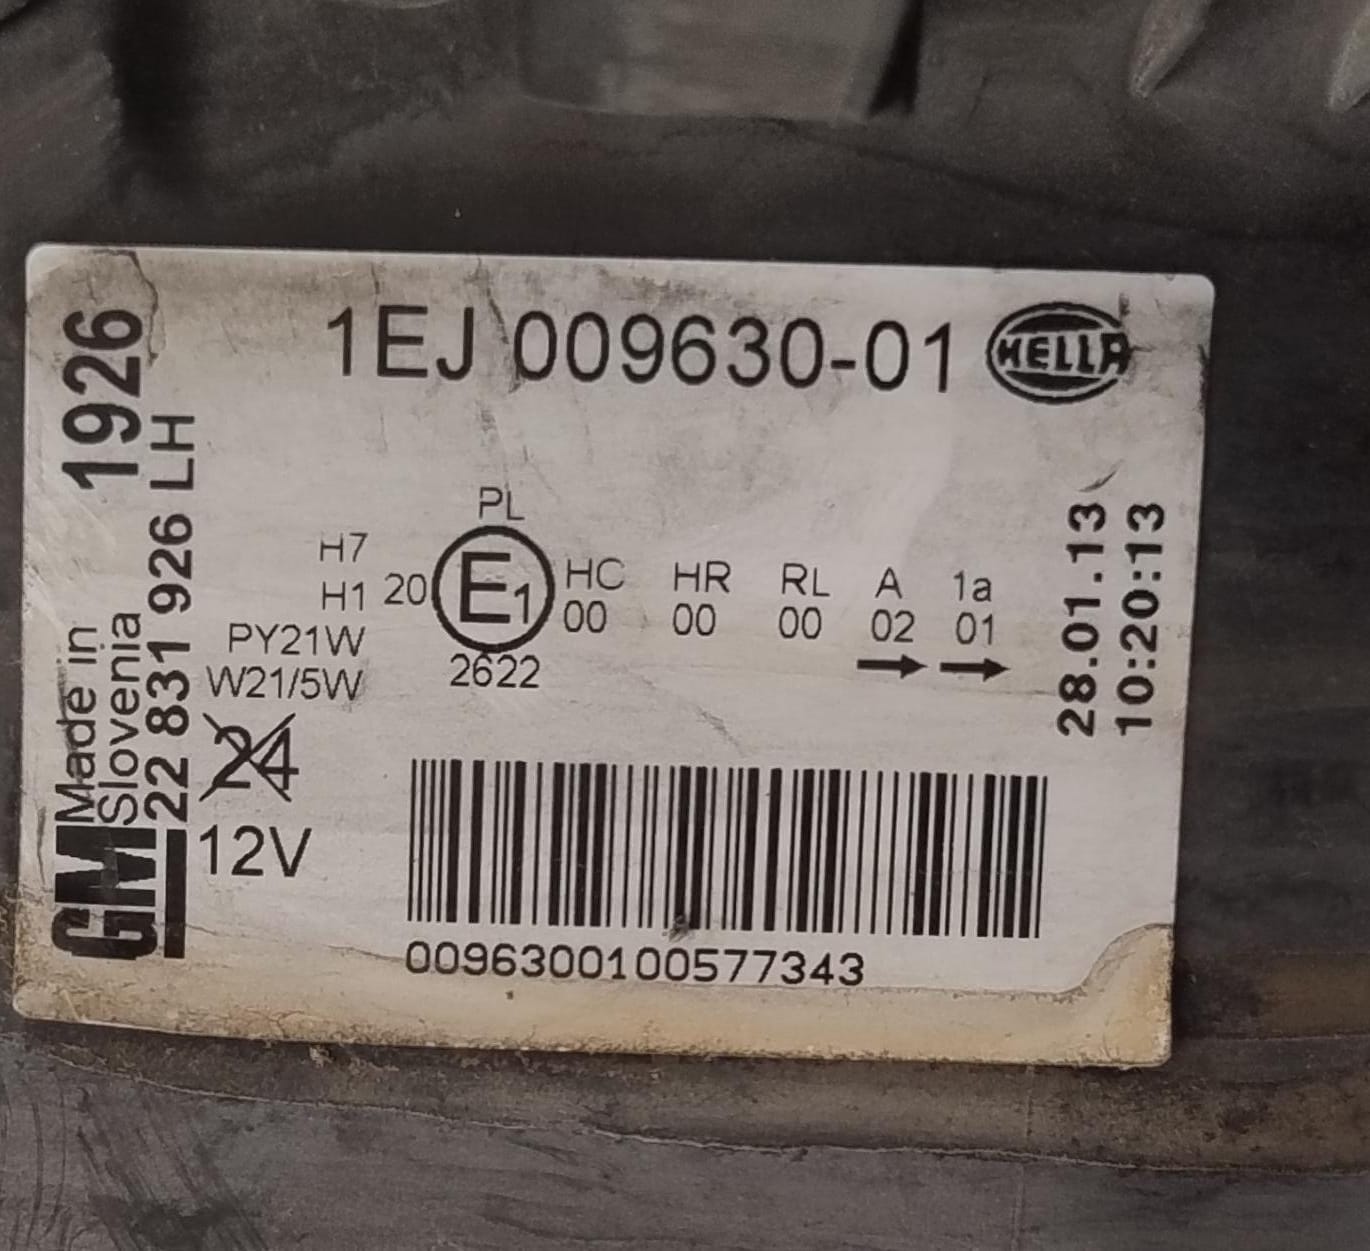 1EJ 009630-01 HELLA
1926
22 831 926 LH
Made in
Slovenia
GM
PL
H7
H1 20 E1 HC HR RL A 1a
00 00 00 02 01
→ →
PY21W
W21/5W
2622
24
12V
28.01.13
10:20:13
0096300100577343